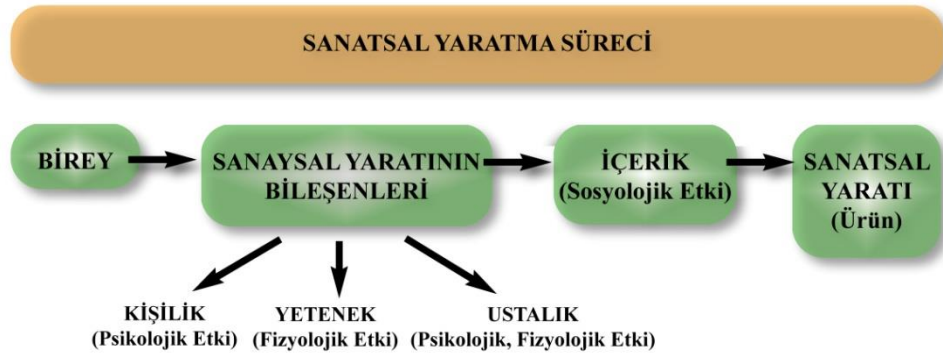 SANATSAL YARATMA SÜRECİ
BİREY
SANAYSAL YARATININ
BİLEŞENLERİ
İÇERİK
(Sosyolojik Etki)
SANATSAL
YARATI
(Ürün)
KİŞİLİK
(Psikolojik Etki)
YETENEK
(Fizyolojik Etki)
USTALIK
(Psikolojik, Fizyolojik Etki)